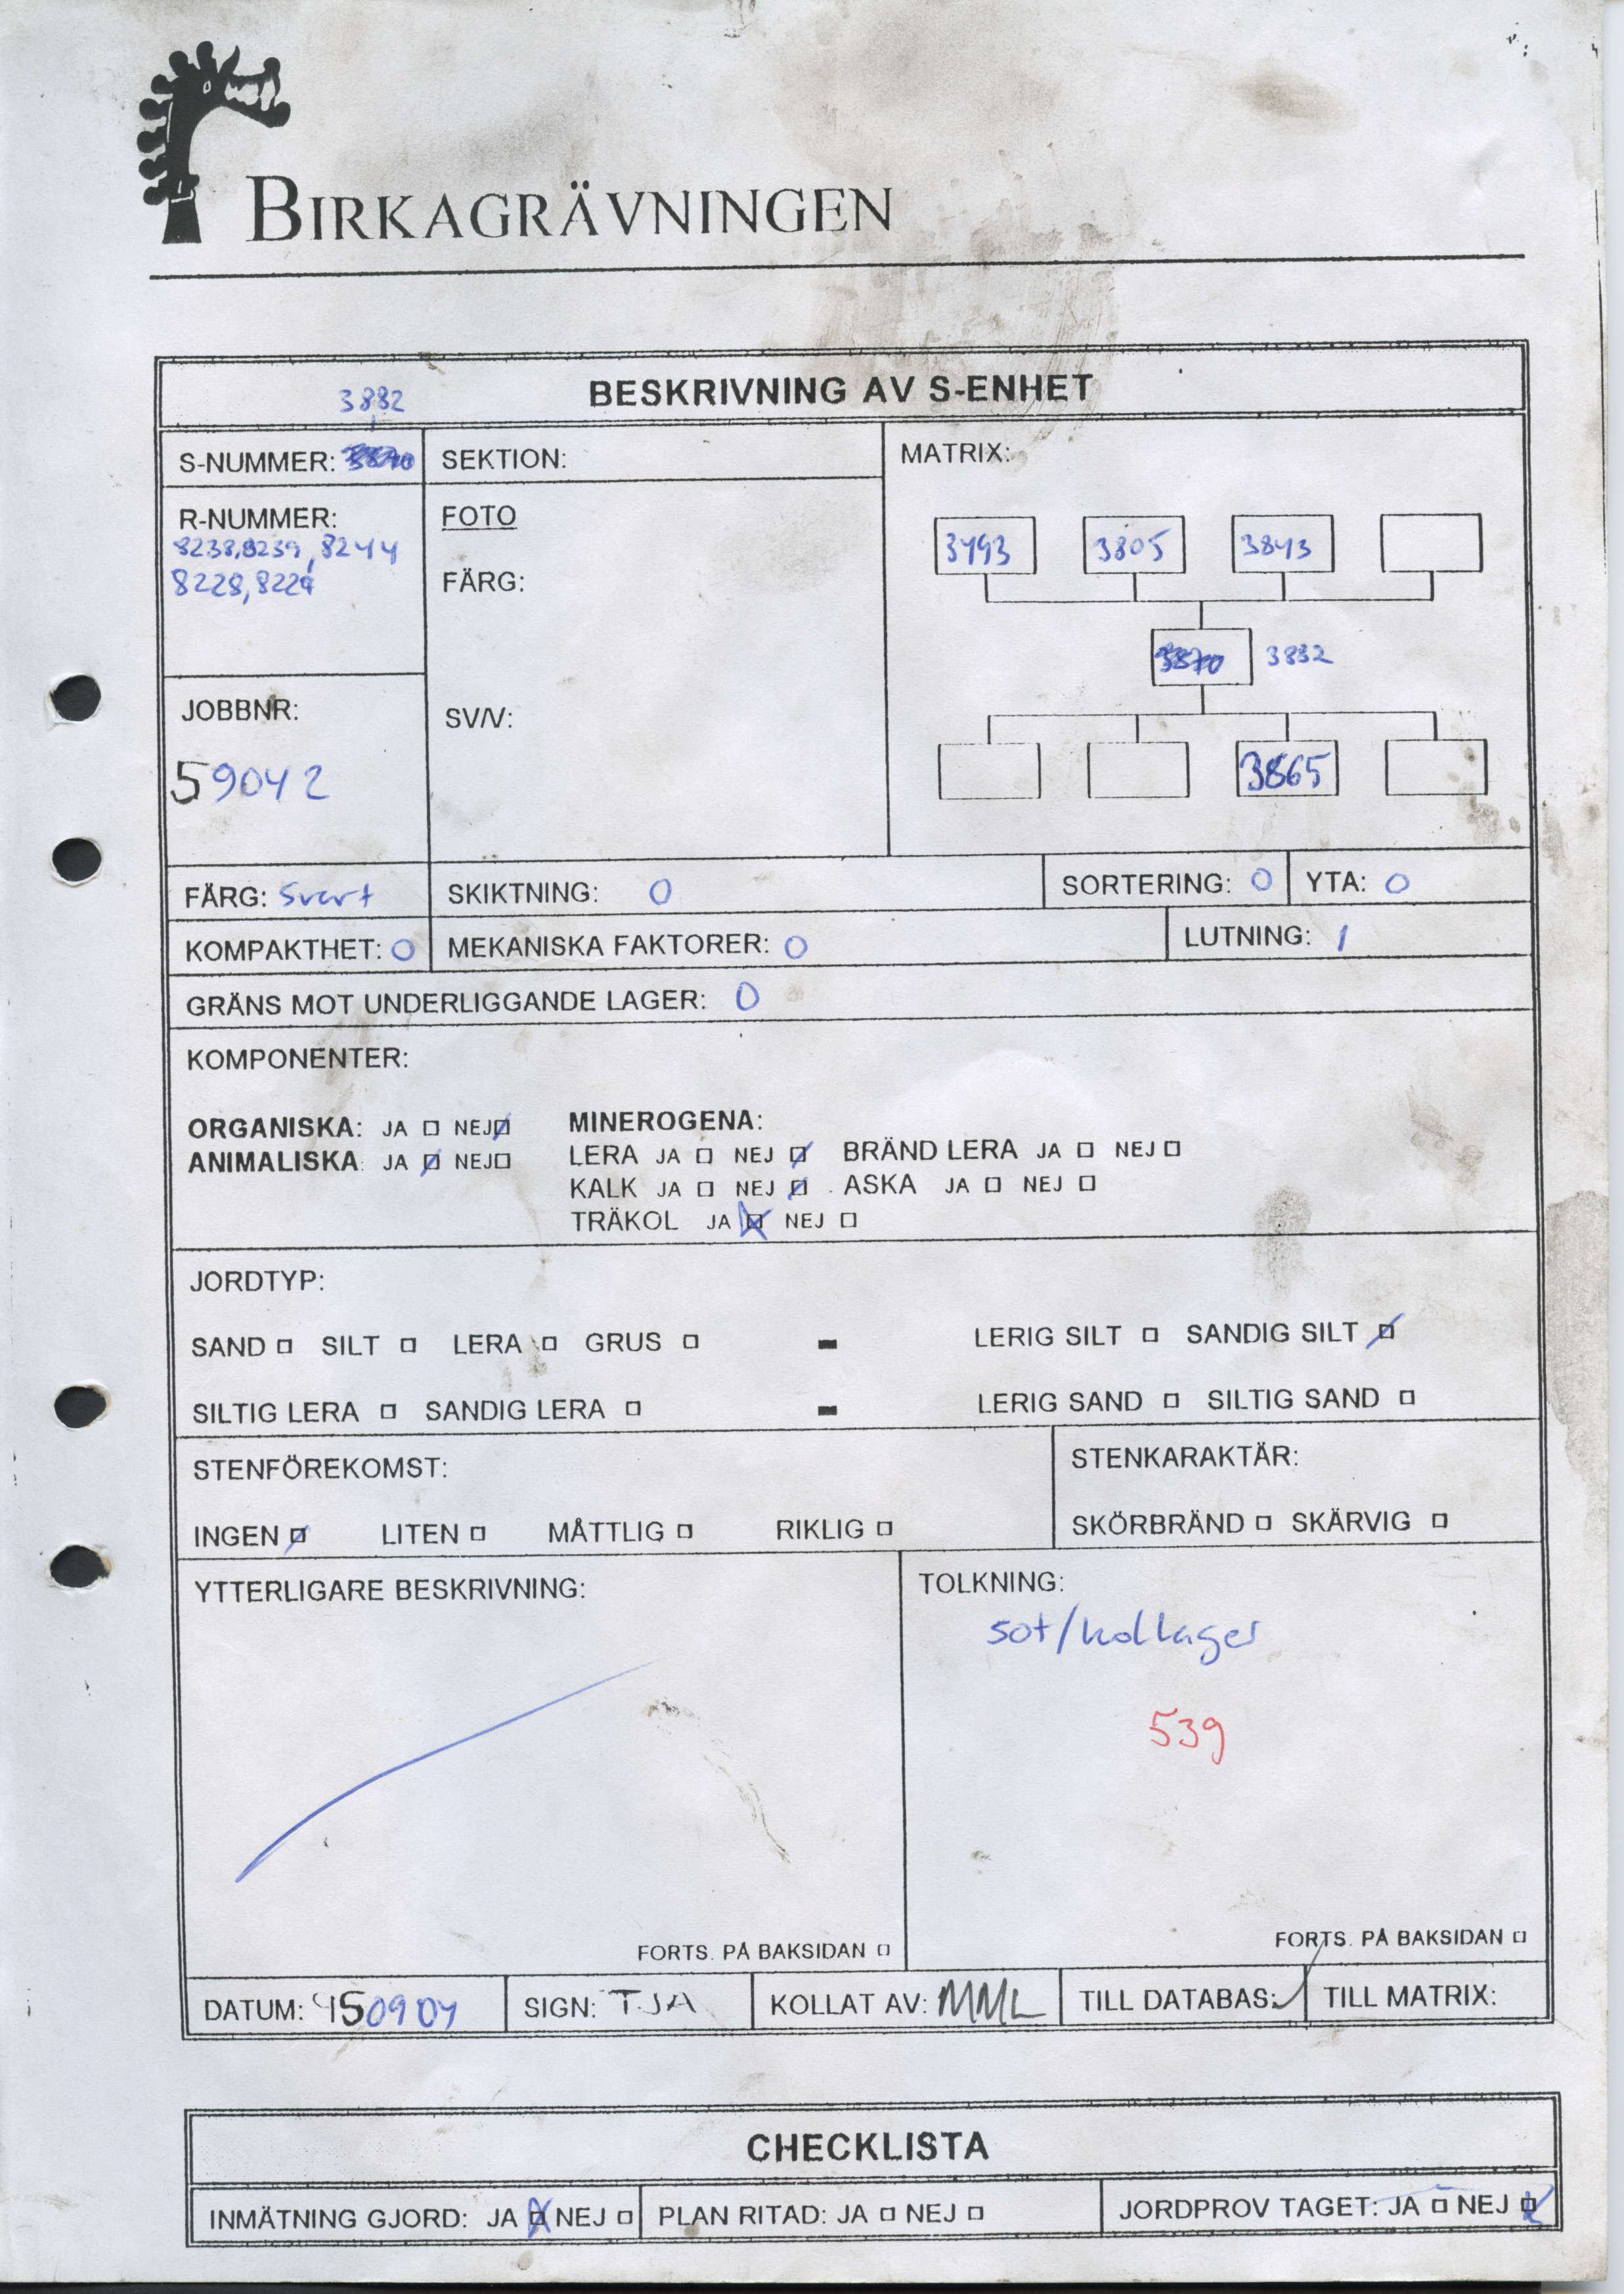 BIRKAGRÄVNINGEN
BESKRIVNING AV S-ENHET
3882
S-NUMMER: 3870
SEKTION:
MATRIX:
R-NUMMER:
8238,8239,8244
8228,8229
FOTO
FÄRG:
SV/V:
3493 3805 3843
3870 3882
3865
JOBBNR:
59042
FÄRG: Svart SKIKTNING: 0 SORTERING: 0 YTA: 0
KOMPAKTHET: 0 MEKANISKA FAKTORER: 0 LUTNING: 1
GRÄNS MOT UNDERLIGGANDE LAGER: 0
KOMPONENTER:
ORGANISKA: JA NEJ MINEROGENA:
ANIMALISKA: JA NEJ LERA JA NEJ BRÄND LERA JA NEJ
KALK JA NEJ ASKA JA NEJ
TRÄKOL JA NEJ
JORDTYP:
SAND SILT LERA GRUS - LERIG SILT SANDIG SILT
SILTIG LERA SANDIG LERA - LERIG SAND SILTIG SAND
STENFÖREKOMST: STENKARAKTÄR:
INGEN LITEN MÅTTLIG RIKLIG SKÖRBRÄND SKÄRVIG
YTTERLIGARE BESKRIVNING: TOLKNING:
sot/kollager
539
FORTS. PÅ BAKSIDAN FORTS. PÅ BAKSIDAN
DATUM: 950904 SIGN: TJA KOLLAT AV: MML TILL DATABAS: TILL MATRIX:
CHECKLISTA
INMÄTNING GJORD: JA NEJ PLAN RITAD: JA NEJ JORDPROV TAGET: JA NEJ